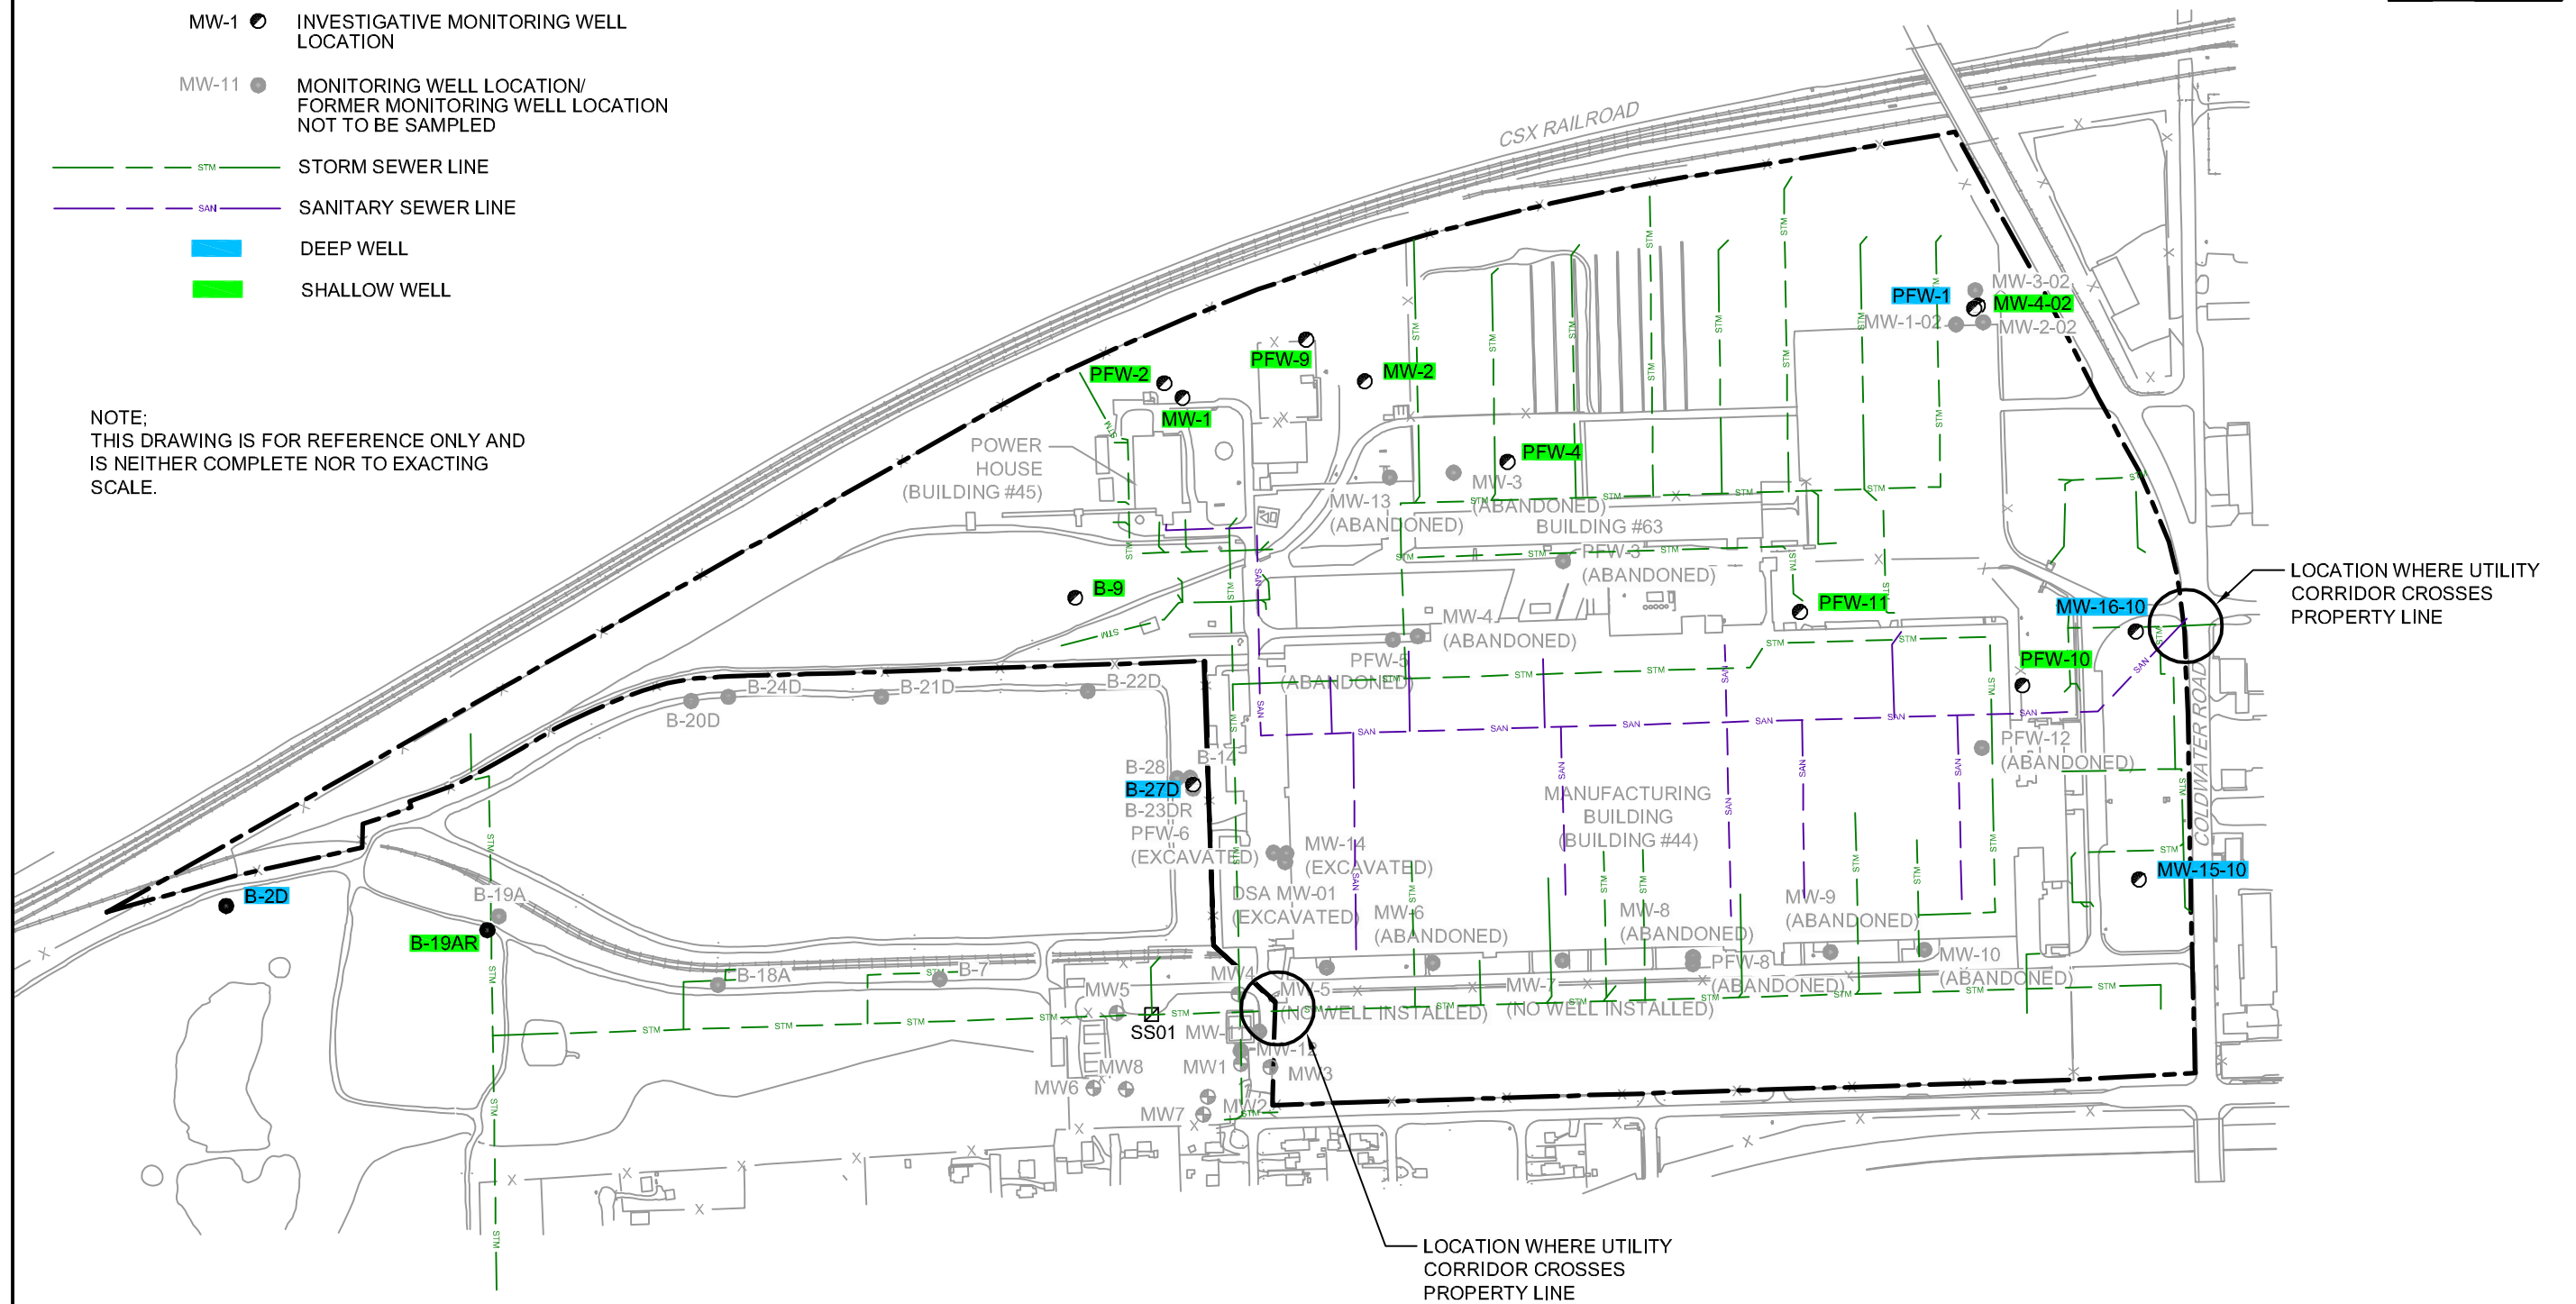 MW-1 INVESTIGATIVE MONITORING WELL
LOCATION
MW-11 MONITORING WELL LOCATION/
FORMER MONITORING WELL LOCATION
NOT TO BE SAMPLED
STM STORM SEWER LINE
SAN SANITARY SEWER LINE
DEEP WELL
SHALLOW WELL
NOTE;
THIS DRAWING IS FOR REFERENCE ONLY AND
IS NEITHER COMPLETE NOR TO EXACTING
SCALE.
CSX RAILROAD
MW-3-02
PFW-1
MW-4-02
MW-1-02
MW-2-02
PFW-9
PFW-2
MW-2
MW-1
POWER
HOUSE
(BUILDING #45)
PFW-4
MW-3
(ABANDONED)
MW-13
(ABANDONED)
BUILDING #63
PFW-3
(ABANDONED)
B-9
PFW-11
MW-4
(ABANDONED)
PFW-5
(ABANDONED)
MW-16-10
PFW-10
LOCATION WHERE UTILITY
CORRIDOR CROSSES
PROPERTY LINE
COLDWATER ROAD
B-24D
B-21D
B-22D
B-20D
B-14
B-28
B-27D
B-23DR
PFW-6
(EXCAVATED)
PFW-12
(ABANDONED)
MANUFACTURING
BUILDING
(BUILDING #44)
MW-14
(EXCAVATED)
DSA MW-01
(EXCAVATED)
MW-15-10
B-2D
B-19A
B-19AR
MW-6
(ABANDONED)
MW-8
(ABANDONED)
MW-9
(ABANDONED)
B-18A
B-7
MW4
MW-5
(NO WELL INSTALLED)
MW-7
(NO WELL INSTALLED)
PFW-8
(ABANDONED)
MW-10
(ABANDONED)
MW5
SS01
MW-12
MW1
MW3
MW8
MW6
MW7
MW2
LOCATION WHERE UTILITY
CORRIDOR CROSSES
PROPERTY LINE